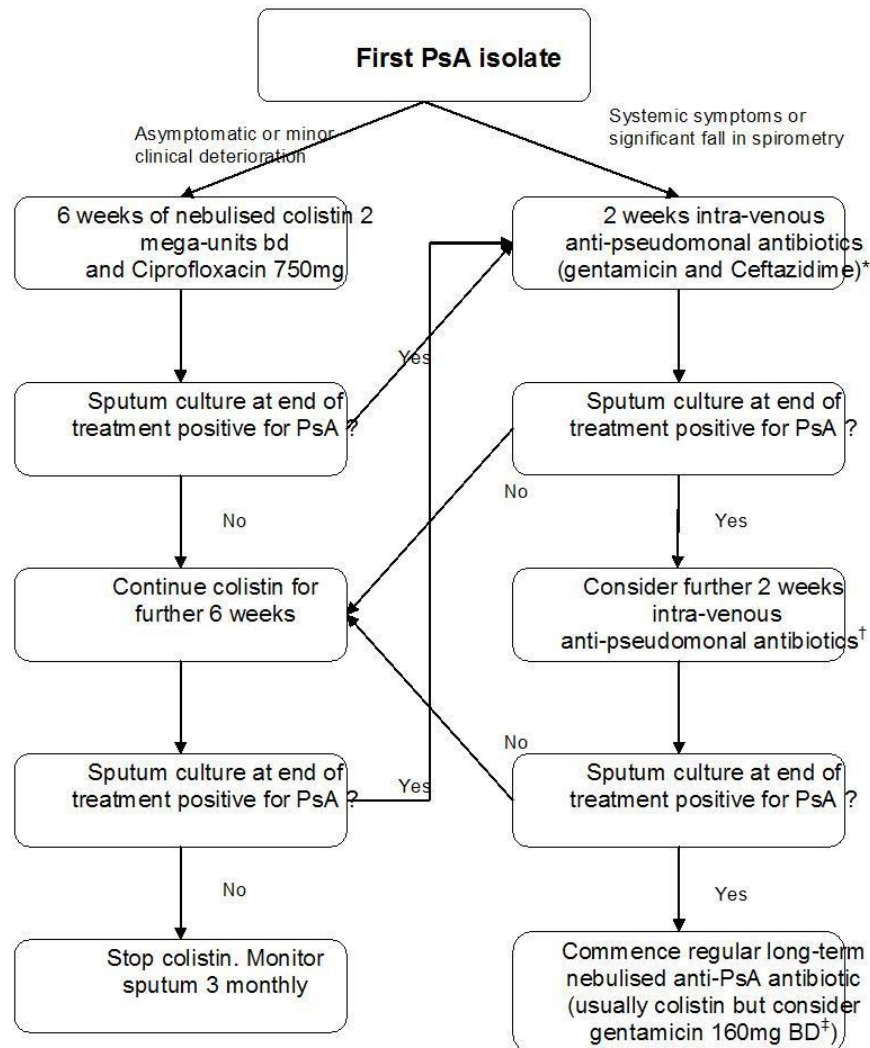 First PsA isolate
Asymptomatic or minor
clinical deterioration
Systemic symptoms or
significant fall in spirometry
6 weeks of nebulised colistin 2
mega-units bd
and Ciprofloxacin 750mg
2 weeks intra-venous
anti-pseudomonal antibiotics
(gentamicin and Ceftazidime)*
Yes
Sputum culture at end of
treatment positive for PsA ?
Sputum culture at end of
treatment positive for PsA ?
No
No
Yes
Continue colistin for
further 6 weeks
Consider further 2 weeks
intra-venous
anti-pseudomonal antibiotics†
No
Sputum culture at end of
treatment positive for PsA ?
Yes
Sputum culture at end of
treatment positive for PsA ?
No
Yes
Stop colistin. Monitor
sputum 3 monthly
Commence regular long-term
nebulised anti-PsA antibiotic
(usually colistin but consider
gentamicin 160mg BD‡)